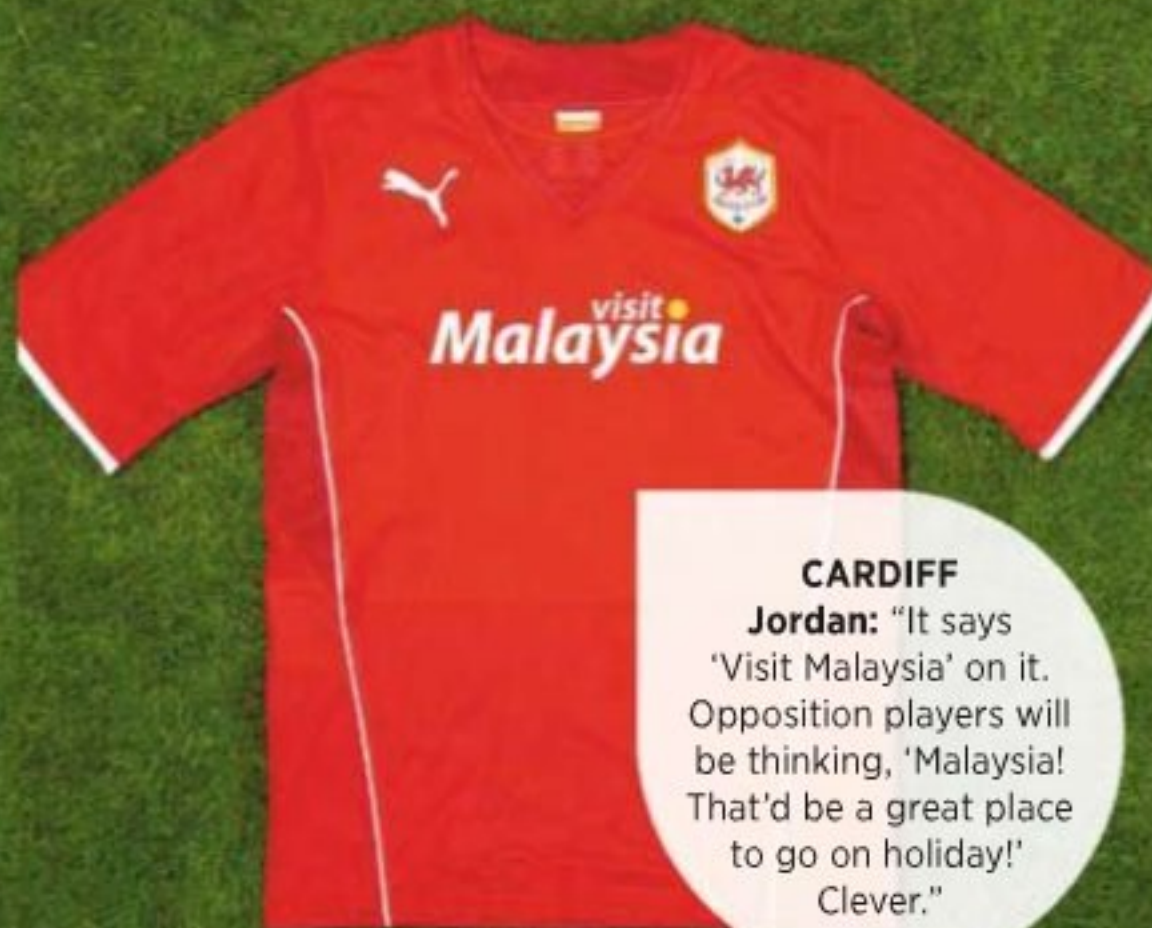 visit
Malaysia
CARDIFF
Jordan: “It says
‘Visit Malaysia’ on it.
Opposition players will
be thinking, ‘Malaysia!
That’d be a great place
to go on holiday!’
Clever.”